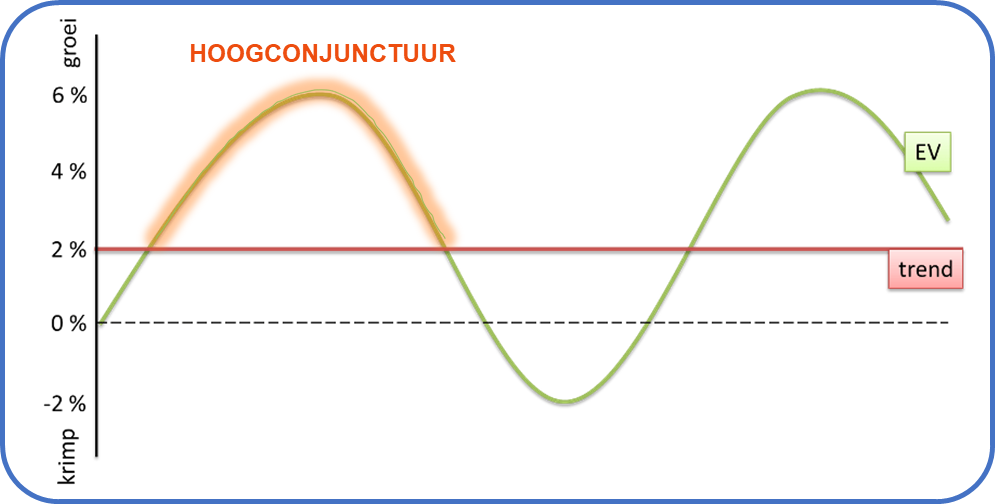 groei
HOOGCONJUNCTUUR
6 %
4 %
EV
2 %
trend
0 %
-2 %
krimp